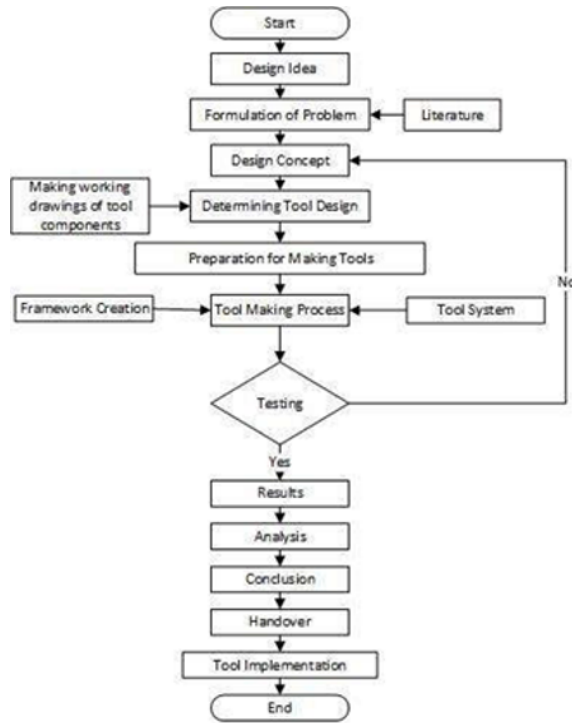 Start
Design Idea
Formulation of Problem
Literature
Design Concept
Making working
drawings of tool
components
Determining Tool Design
Preparation for Making Tools
No
Framework Creation
Tool Making Process
Tool System
Testing
Yes
Results
Analysis
Conclusion
Handover
Tool Implementation
End